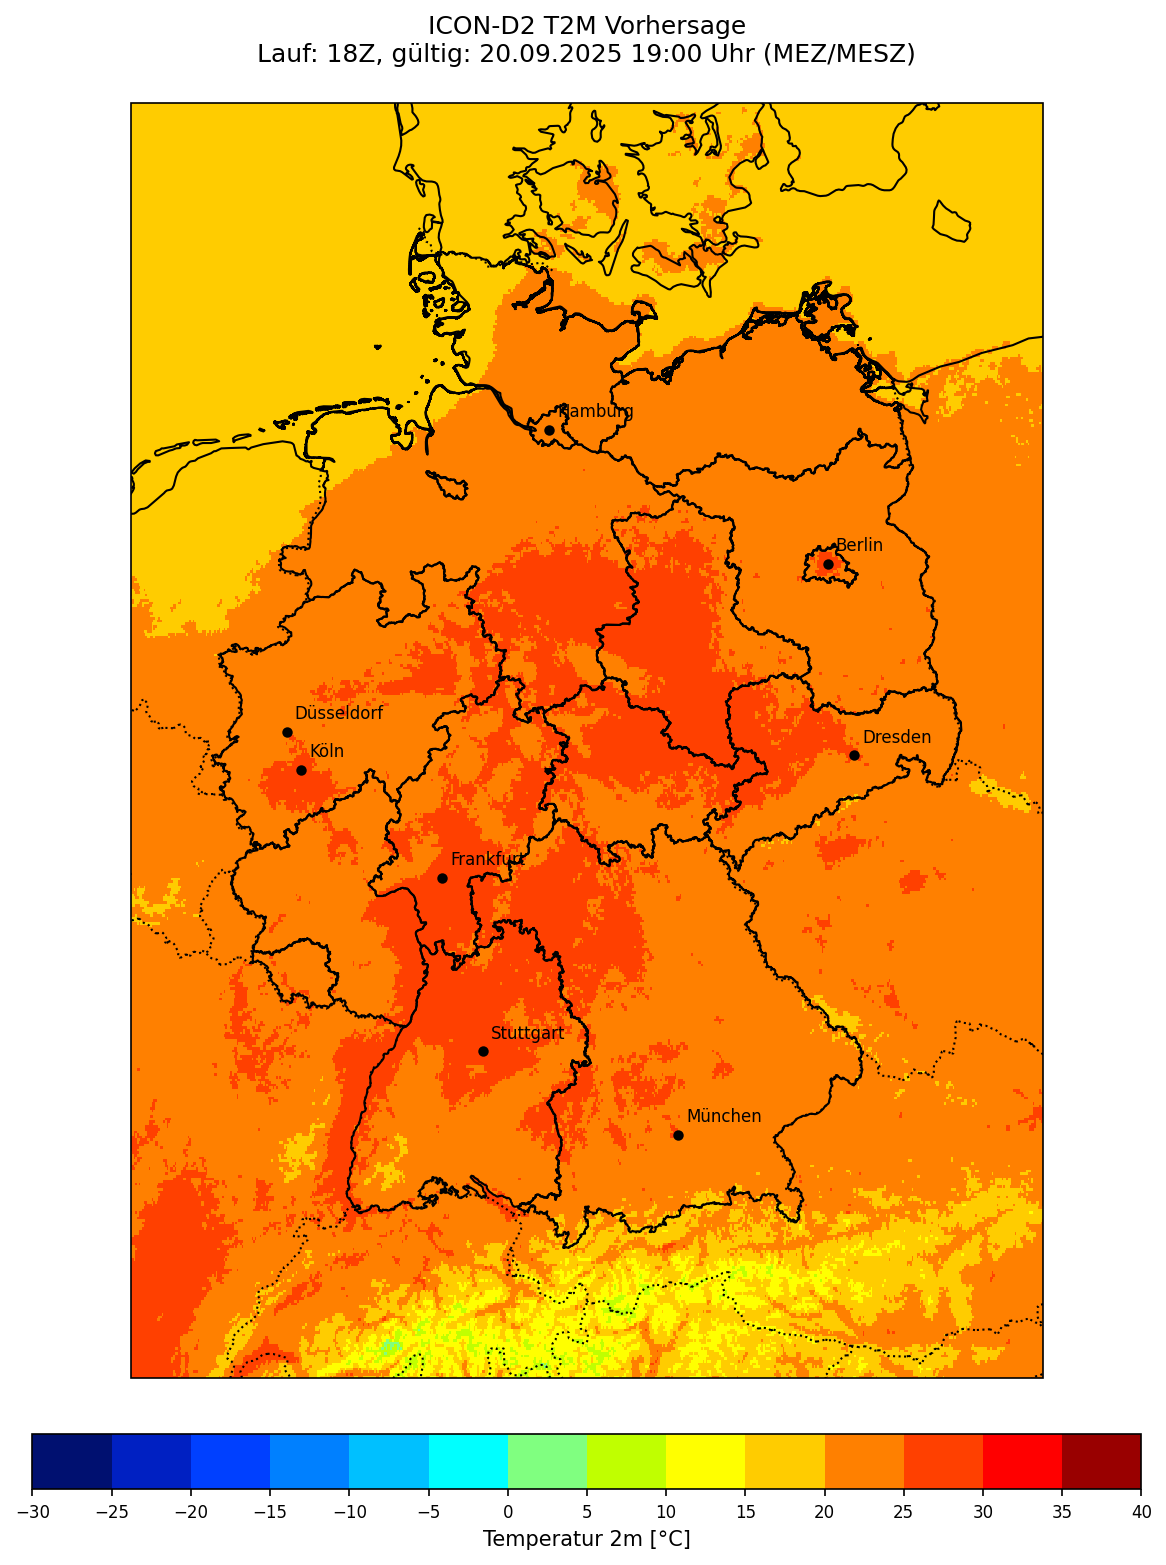 ICON-D2 T2M Vorhersage
Lauf: 18Z, gültig: 20.09.2025 19:00 Uhr (MEZ/MESZ)
Hamburg
Berlin
Düsseldorf
Köln
Dresden
Frankfurt
Stuttgart
München
−30 −25 −20 −15 −10 −5 0 5 10 15 20 25 30 35 40
Temperatur 2m [°C]